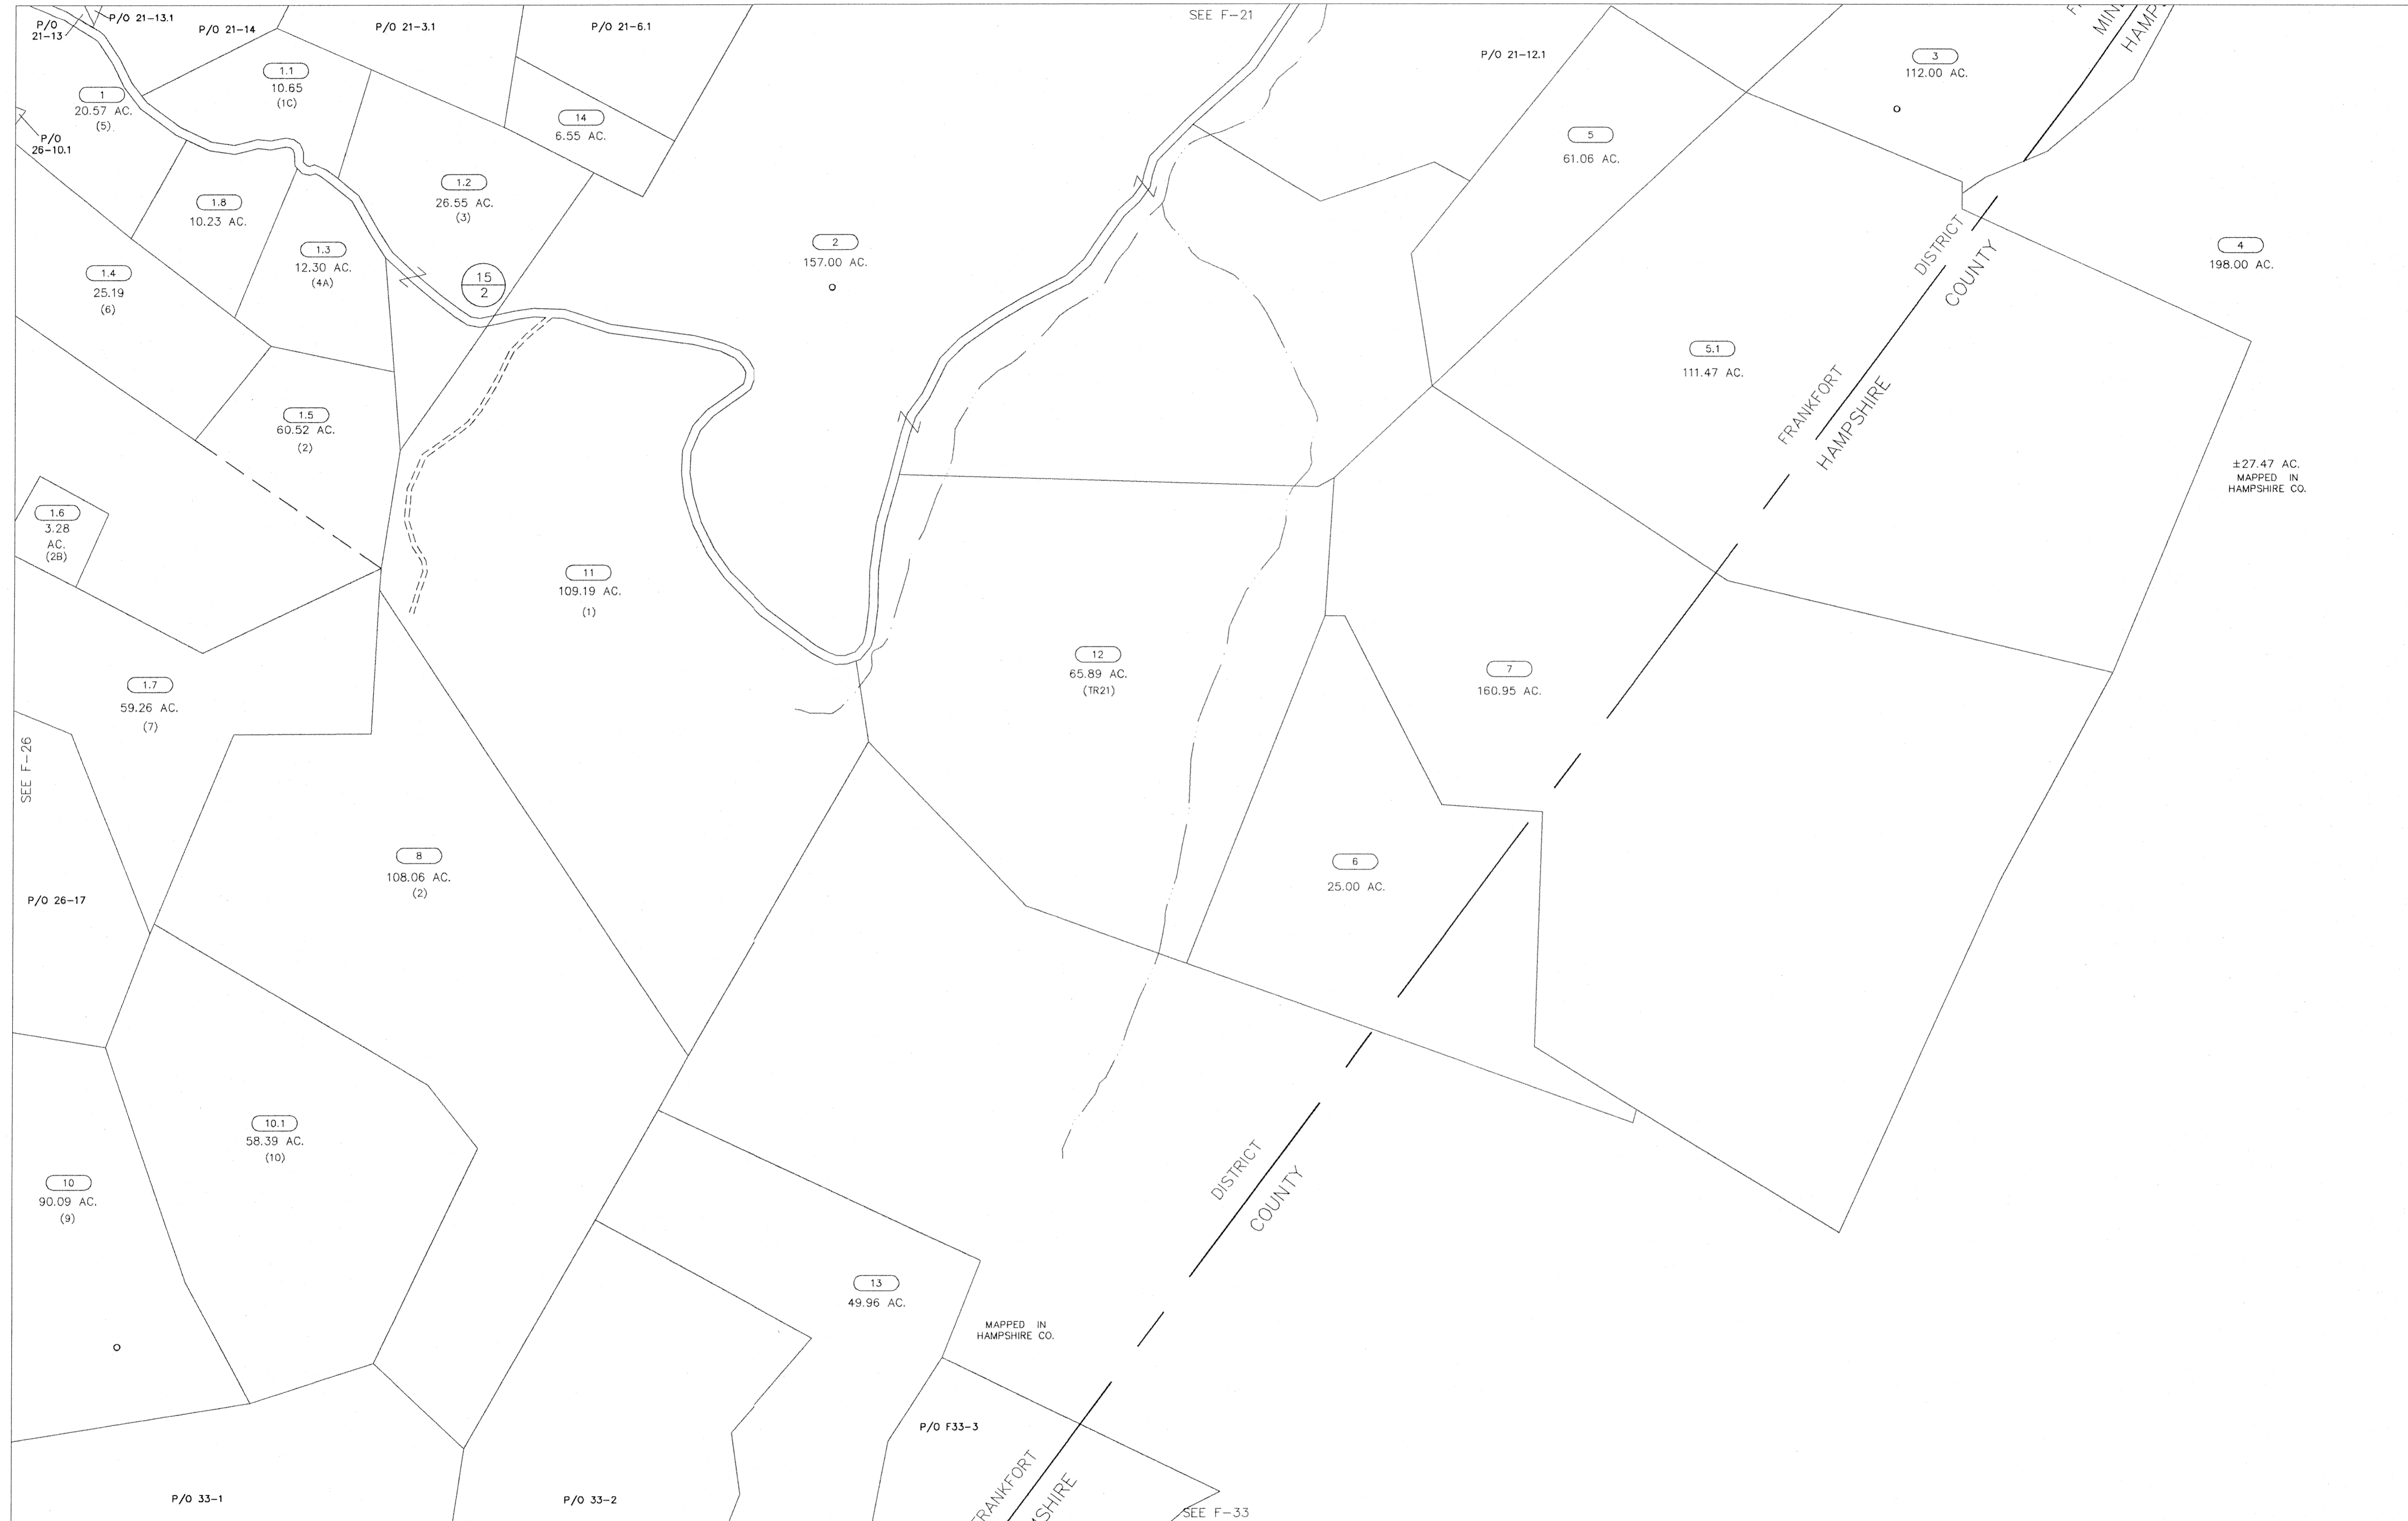 SEE F-21
P/O
21-13
P/O 21-13.1
P/O 21-14
P/O 21-3.1
P/O 21-6.1
P/O 21-12.1
3
112.00 AC.
1
20.57 AC.
(5)
1.1
10.65
(1C)
14
6.55 AC.
5
61.06 AC.
P/O
26-10.1
1.8
10.23 AC.
1.2
26.55 AC.
(3)
1.3
12.30 AC.
(4A)
15
2
2
157.00 AC.
4
198.00 AC.
1.4
25.19
(6)
FRANKFORT DISTRICT
HAMPSHIRE COUNTY
5.1
111.47 AC.
1.5
60.52 AC.
(2)
±27.47 AC.
MAPPED IN
HAMPSHIRE CO.
1.6
3.28
AC.
(2B)
11
109.19 AC.
(1)
12
65.89 AC.
(TR21)
7
160.95 AC.
1.7
59.26 AC.
(7)
SEE F-26
8
108.06 AC.
(2)
6
25.00 AC.
P/O 26-17
10.1
58.39 AC.
(10)
10
90.09 AC.
(9)
DISTRICT
COUNTY
13
49.96 AC.
MAPPED IN
HAMPSHIRE CO.
P/O F33-3
P/O 33-1
P/O 33-2
RANKFORT
SHIRE
SEE F-33